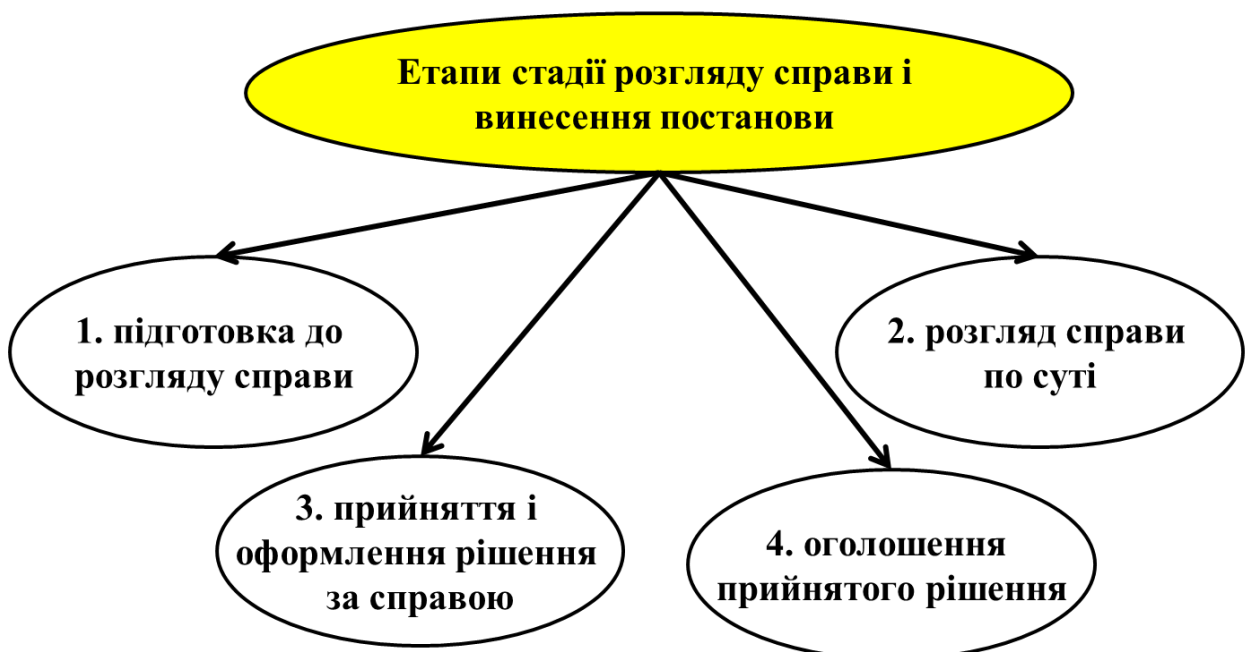 Етапи стадії розгляду справи і
винесення постанови
1. підготовка до
розгляду справи
2. розгляд справи
по суті
3. прийняття і
оформлення рішення
за справою
4. оголошення
прийнятого рішення